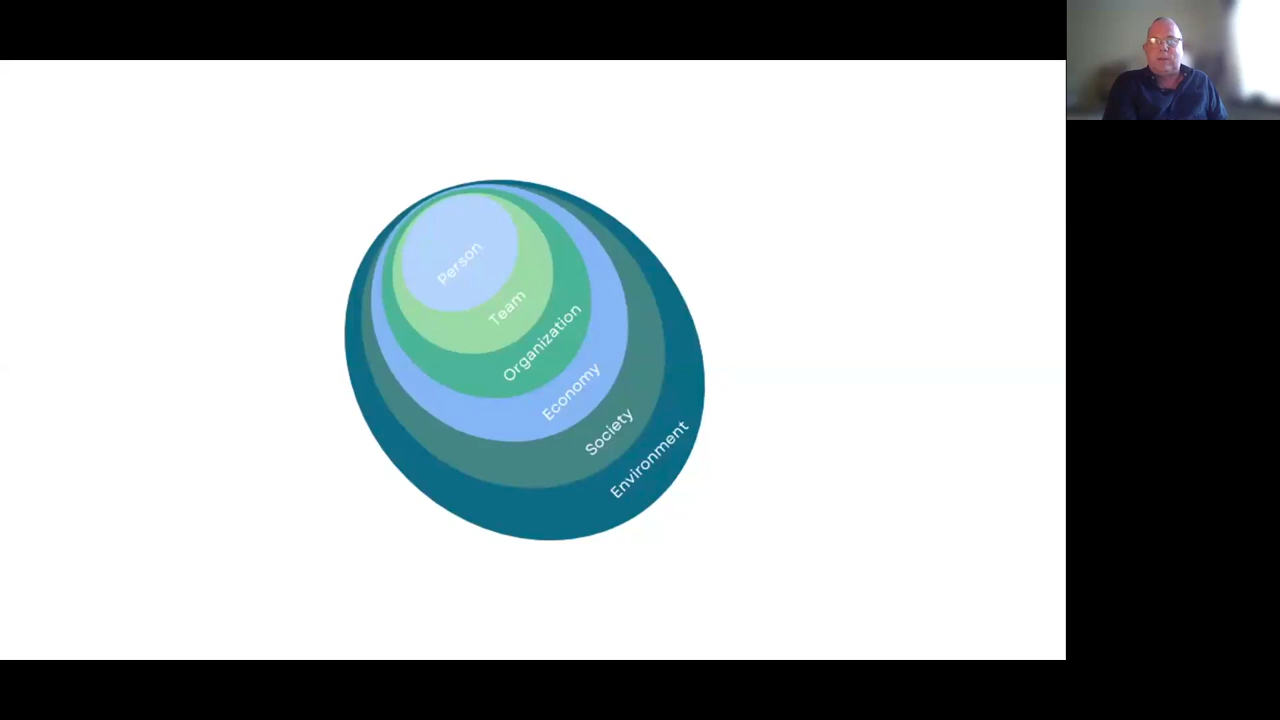 Person
Team
Organization
Economy
Society
Environment